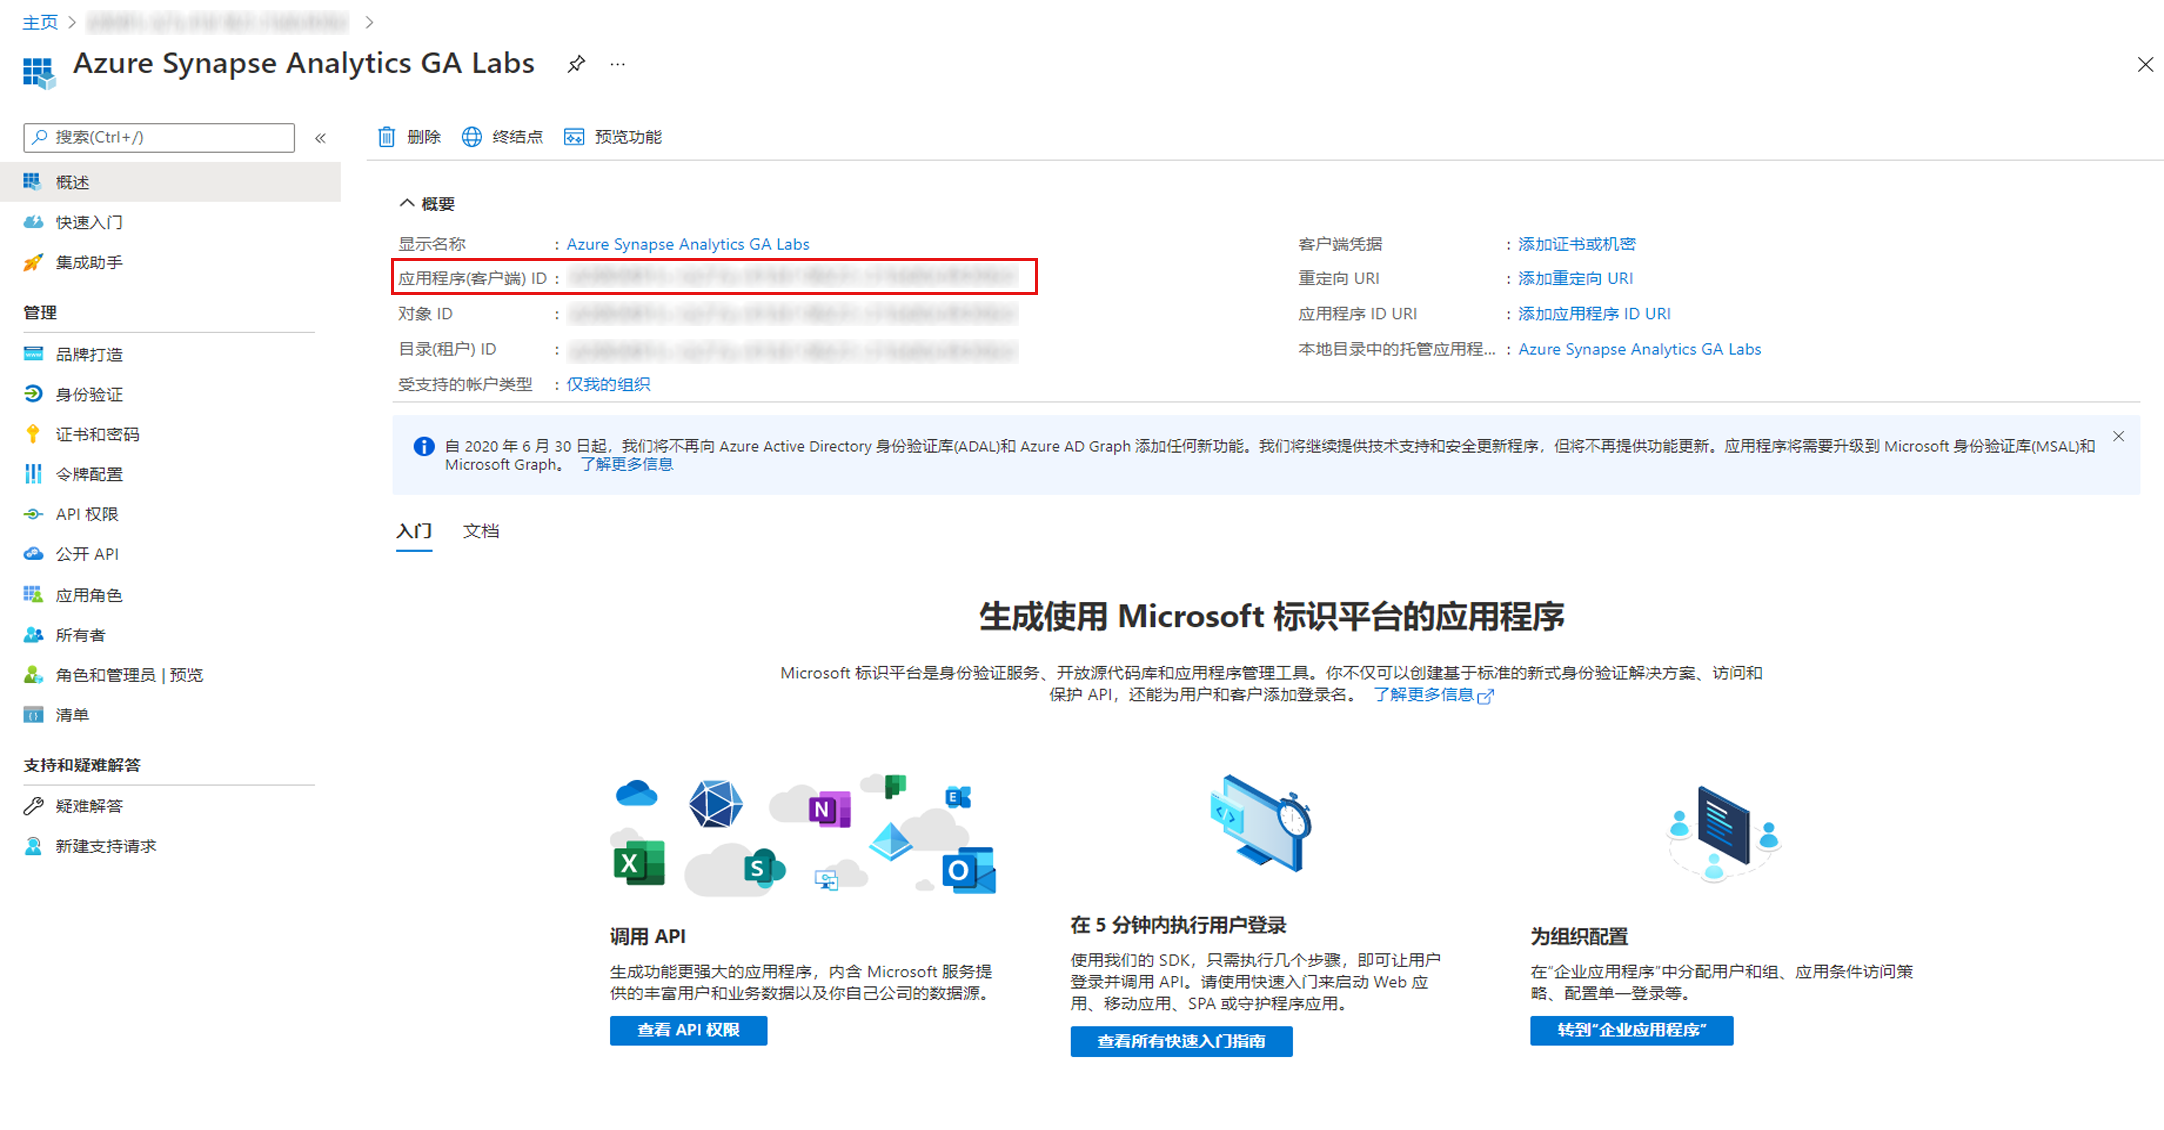 主页
Azure Synapse Analytics GA Labs
搜索(Ctrl+/)
概述
快速入门
集成助手
管理
品牌打造
身份验证
证书和密码
令牌配置
API 权限
公开 API
应用角色
所有者
角色和管理员 | 预览
清单
支持和疑难解答
疑难解答
新建支持请求
删除 终结点 预览功能
概要
显示名称 : Azure Synapse Analytics GA Labs
应用程序(客户端) ID :
对象 ID :
目录(租户) ID :
受支持的帐户类型 : 仅我的组织
客户端凭据 : 添加证书或机密
重定向 URI : 添加重定向 URI
应用程序 ID URI : 添加应用程序 ID URI
本地目录中的托管应用程... : Azure Synapse Analytics GA Labs
自 2020 年 6 月 30 日起，我们将不再向 Azure Active Directory 身份验证库(ADAL)和 Azure AD Graph 添加任何新功能。我们将继续提供技术支持和安全更新程序，但将不再提供功能更新。应用程序将需要升级到 Microsoft 身份验证库(MSAL)和
Microsoft Graph。 了解更多信息
入门 文档
生成使用 Microsoft 标识平台的应用程序
Microsoft 标识平台是身份验证服务、开放源代码库和应用程序管理工具。你不仅可以创建基于标准的新式身份验证解决方案、访问和
保护 API，还能为用户和客户添加登录名。 了解更多信息
调用 API
生成功能更强大的应用程序，内含 Microsoft 服务提
供的丰富用户和业务数据以及你自己公司的数据源。
查看 API 权限
在 5 分钟内执行用户登录
使用我们的 SDK，只需执行几个步骤，即可让用户
登录并调用 API。请使用快速入门来启动 Web 应
用、移动应用、SPA 或守护程序应用。
查看所有快速入门指南
为组织配置
在"企业应用程序"中分配用户和组、应用条件访问策
略、配置单一登录等。
转到"企业应用程序"